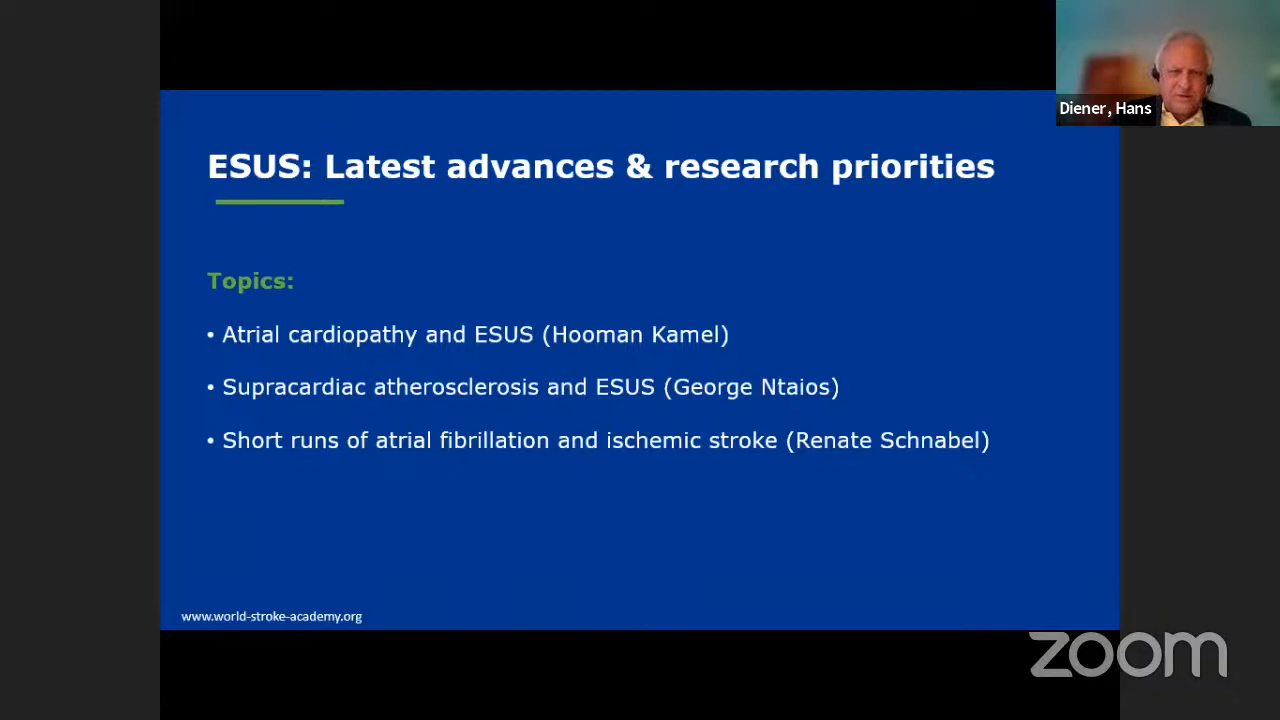 Diener, Hans
ESUS: Latest advances & research priorities
Topics:
• Atrial cardiopathy and ESUS (Hooman Kamel)
• Supracardiac atherosclerosis and ESUS (George Ntaios)
• Short runs of atrial fibrillation and ischemic stroke (Renate Schnabel)
www.world-stroke-academy.org
zoom